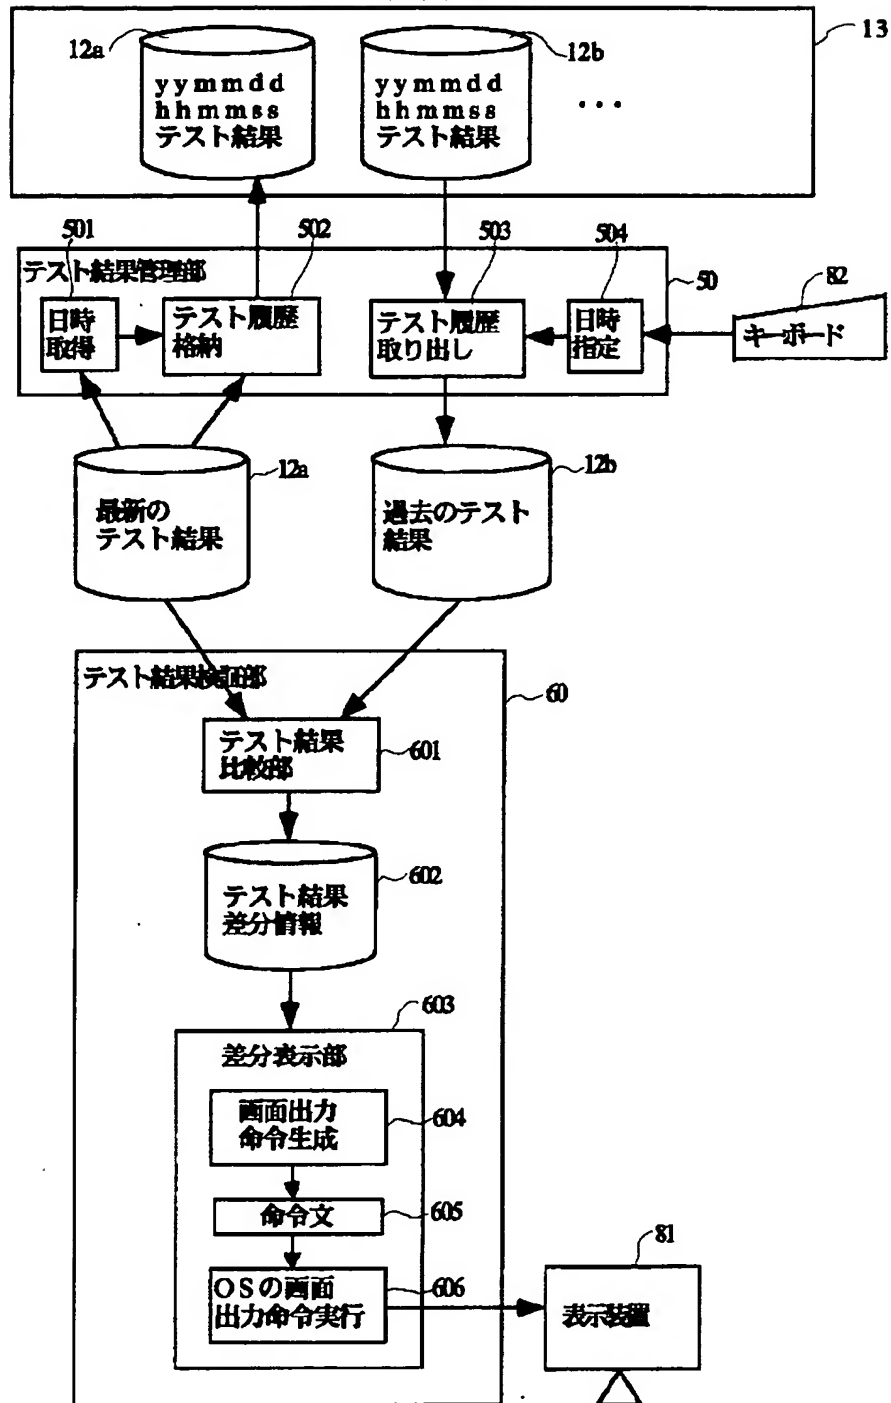 12a
12b
13
yymmdd
hhmmss
テスト結果
yymmdd
hhmmss
テスト結果
...
501
502
503
504
50
82
テスト結果管理部
日時
取得
テスト履歴
格納
テスト履歴
取り出し
日時
指定
キーボード
12a
12b
最新の
テスト結果
過去のテスト
結果
テスト結果検証部
60
テスト結果
比較部
601
テスト結果
差分情報
602
603
差分表示部
画面出力
命令生成
604
命令文
605
OSの画面
出力命令実行
606
81
表示装置